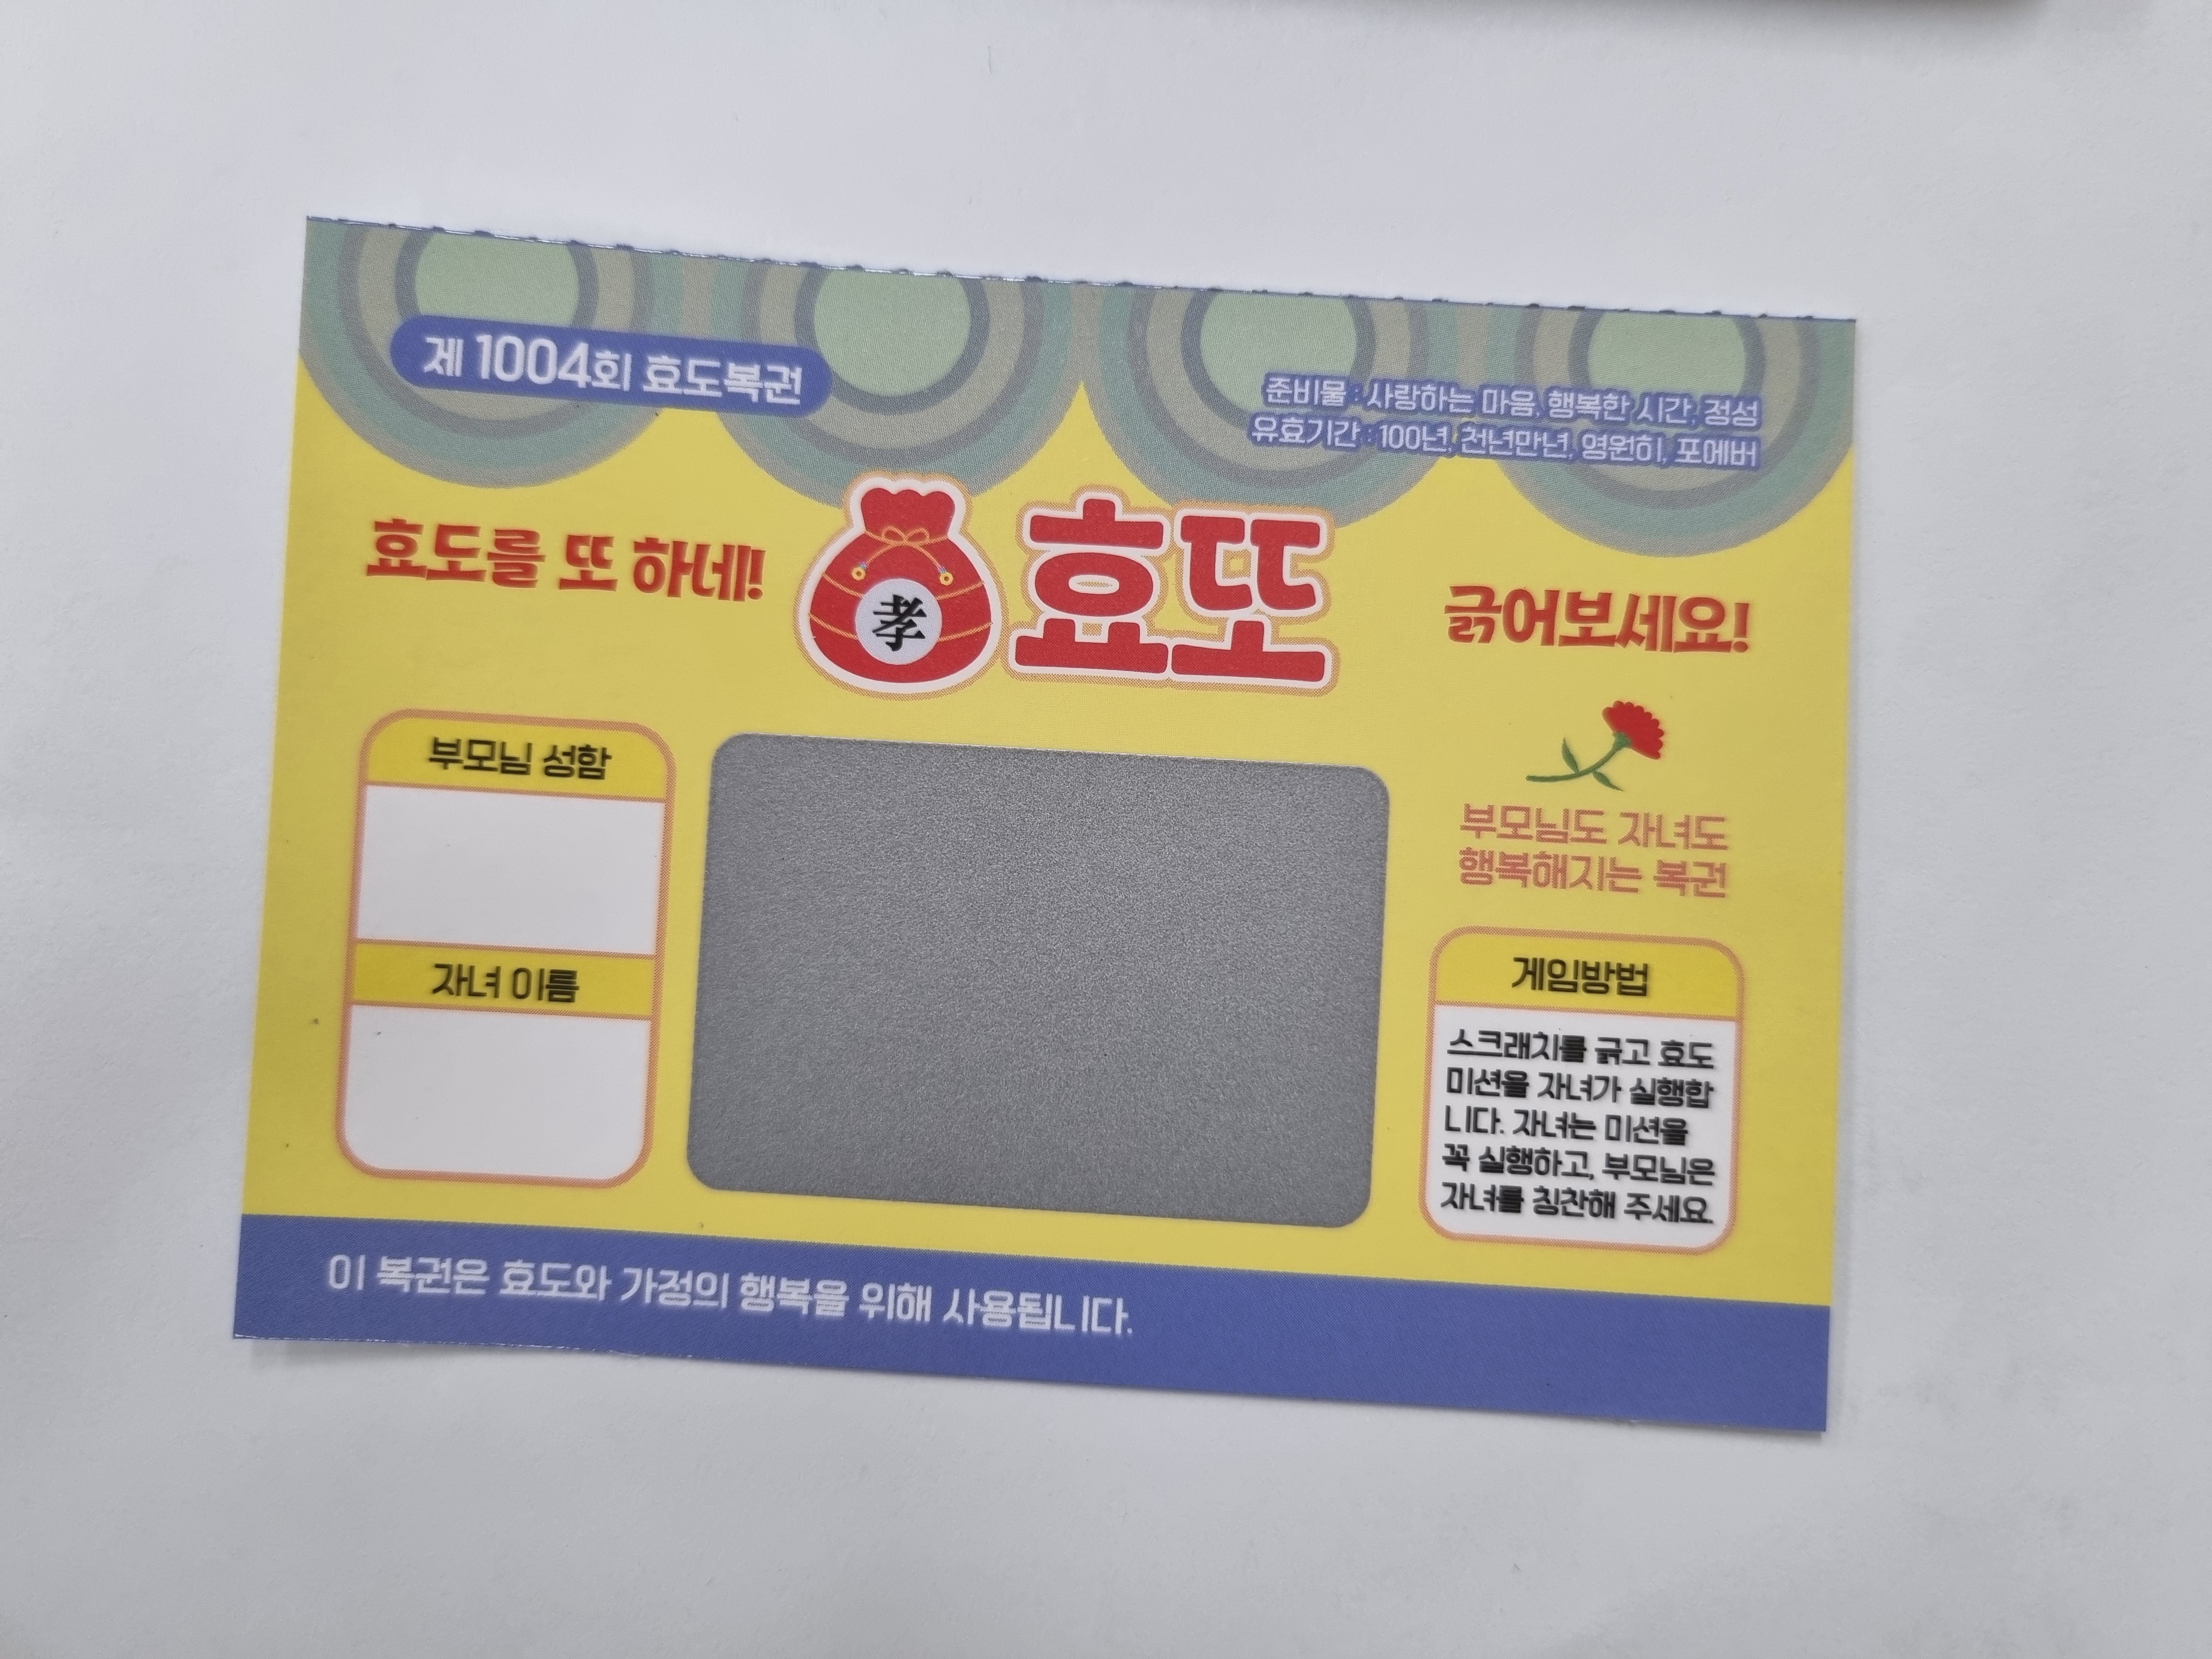 제 1004회 효도복권
준비물 : 사랑하는 마음, 행복한 시간, 정성
유효기간 : 100년, 천년만년, 영원히, 포에버
효도를 또 하네!
孝
효또
긁어보세요!
부모님 성함
자녀 이름
부모님도 자녀도
행복해지는 복권
게임방법
스크래치를 긁고 효도
미션을 자녀가 실행합
니다. 자녀는 미션을
꼭 실행하고, 부모님은
자녀를 칭찬해 주세요
이 복권은 효도와 가정의 행복을 위해 사용됩니다.